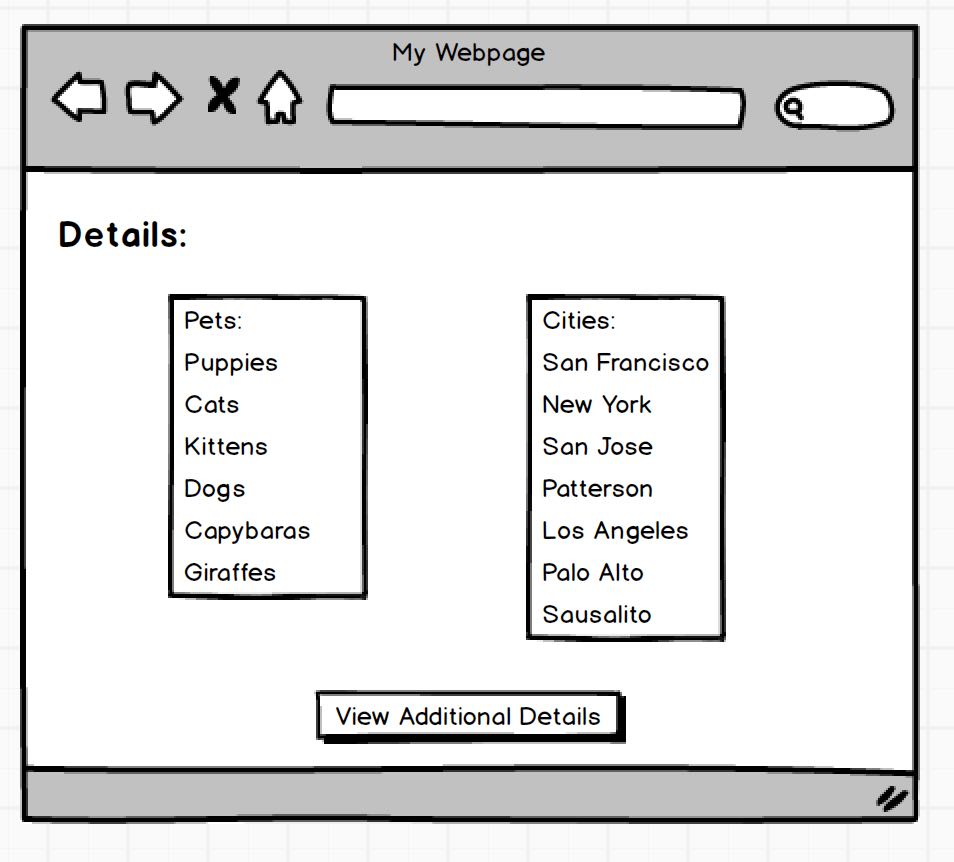 My Webpage
Details:
Pets:
Puppies
Cats
Kittens
Dogs
Capybaras
Giraffes
Cities:
San Francisco
New York
San Jose
Patterson
Los Angeles
Palo Alto
Sausalito
View Additional Details